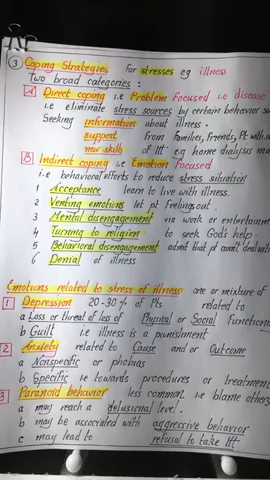 ③ Coping Strategies for stresses eg illness
Two broad categories:
A Direct coping i.e Problem focused i.e disease
i.e eliminate stress sources by certain behavior
Seeking information about illness.
support from Families, friends, Pt with
new skills of ttt eg home dialysis
B Indirect coping i.e Emotion focused
i.e behavioral efforts to reduce stress situation
1 Acceptance learn to live with illness.
2 Venting emotions let pt feelings out.
3 Mental disengagement via work or entertainment
4 Turning to religion to seek God's help.
5 Behavioral disengagement admit that pt can't deal with
6 Denial of illness
Emotions related to stress of illness are or mixture of
1 Depression 20-30% of Pts related to
a Loss or threat of loss of Physical or Social function
b Guilt i.e illness is a punishment
2 Anxiety related to Cause and or Outcome
a Nonspecific or phobias
b Specific i.e towards procedures or treatment
3 Paranoid behavior less common i.e blame others
a may reach a delusional level.
b may be associated with aggressive behavior
c may lead to refusal to take ttt